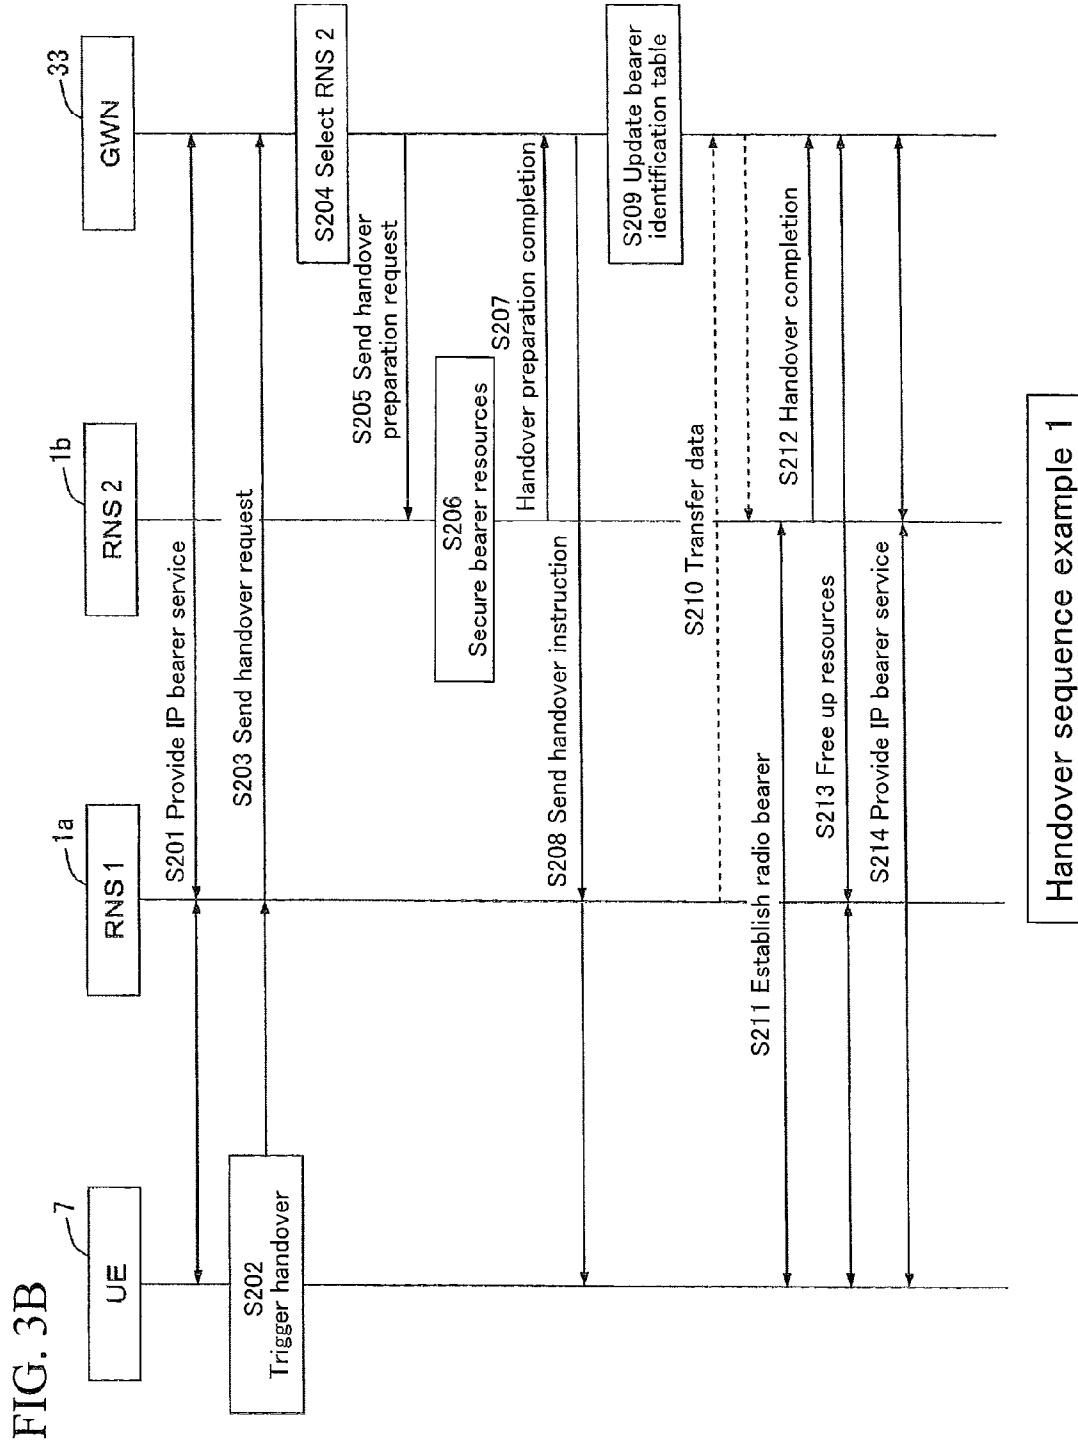 FIG. 3B
7
1a
1b
33
UE
RNS 1
RNS 2
GWN
S201 Provide IP bearer service
S202
Trigger handover
S203 Send handover request
S204 Select RNS 2
S205 Send handover
preparation request
S206
Secure bearer resources
S207
Handover preparation completion
S208 Send handover instruction
S209 Update bearer
identification table
S210 Transfer data
S211 Establish radio bearer
S212 Handover completion
S213 Free up resources
S214 Provide IP bearer service
Handover sequence example 1